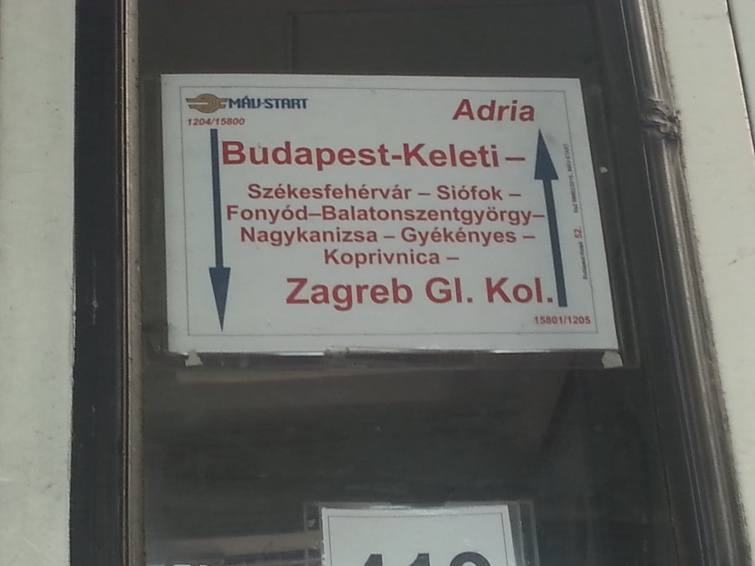 MÁV-START
Adria
1204/15800
Budapest-Keleti –
Székesfehérvár – Siófok –
Fonyód–Balatonszentgyörgy–
Nagykanizsa – Gyékényes –
Koprivnica –
Zagreb Gl. Kol.
15801/1205
52.